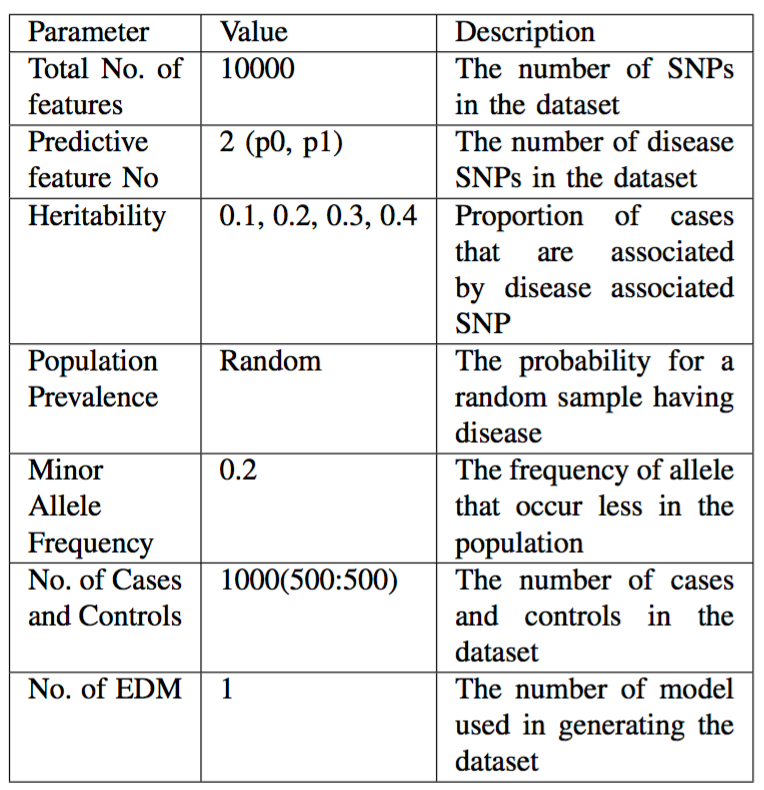 Parameter Value Description
Total No. of 10000 The number of SNPs
features in the dataset
Predictive 2 (p0, p1) The number of disease
feature No SNPs in the dataset
Heritability 0.1, 0.2, 0.3, 0.4 Proportion of cases
that are associated
by disease associated
SNP
Population Random The probability for a
Prevalence random sample having
disease
Minor 0.2 The frequency of allele
Allele that occur less in the
Frequency population
No. of Cases 1000(500:500) The number of cases
and Controls and controls in the
dataset
No. of EDM 1 The number of model
used in generating the
dataset